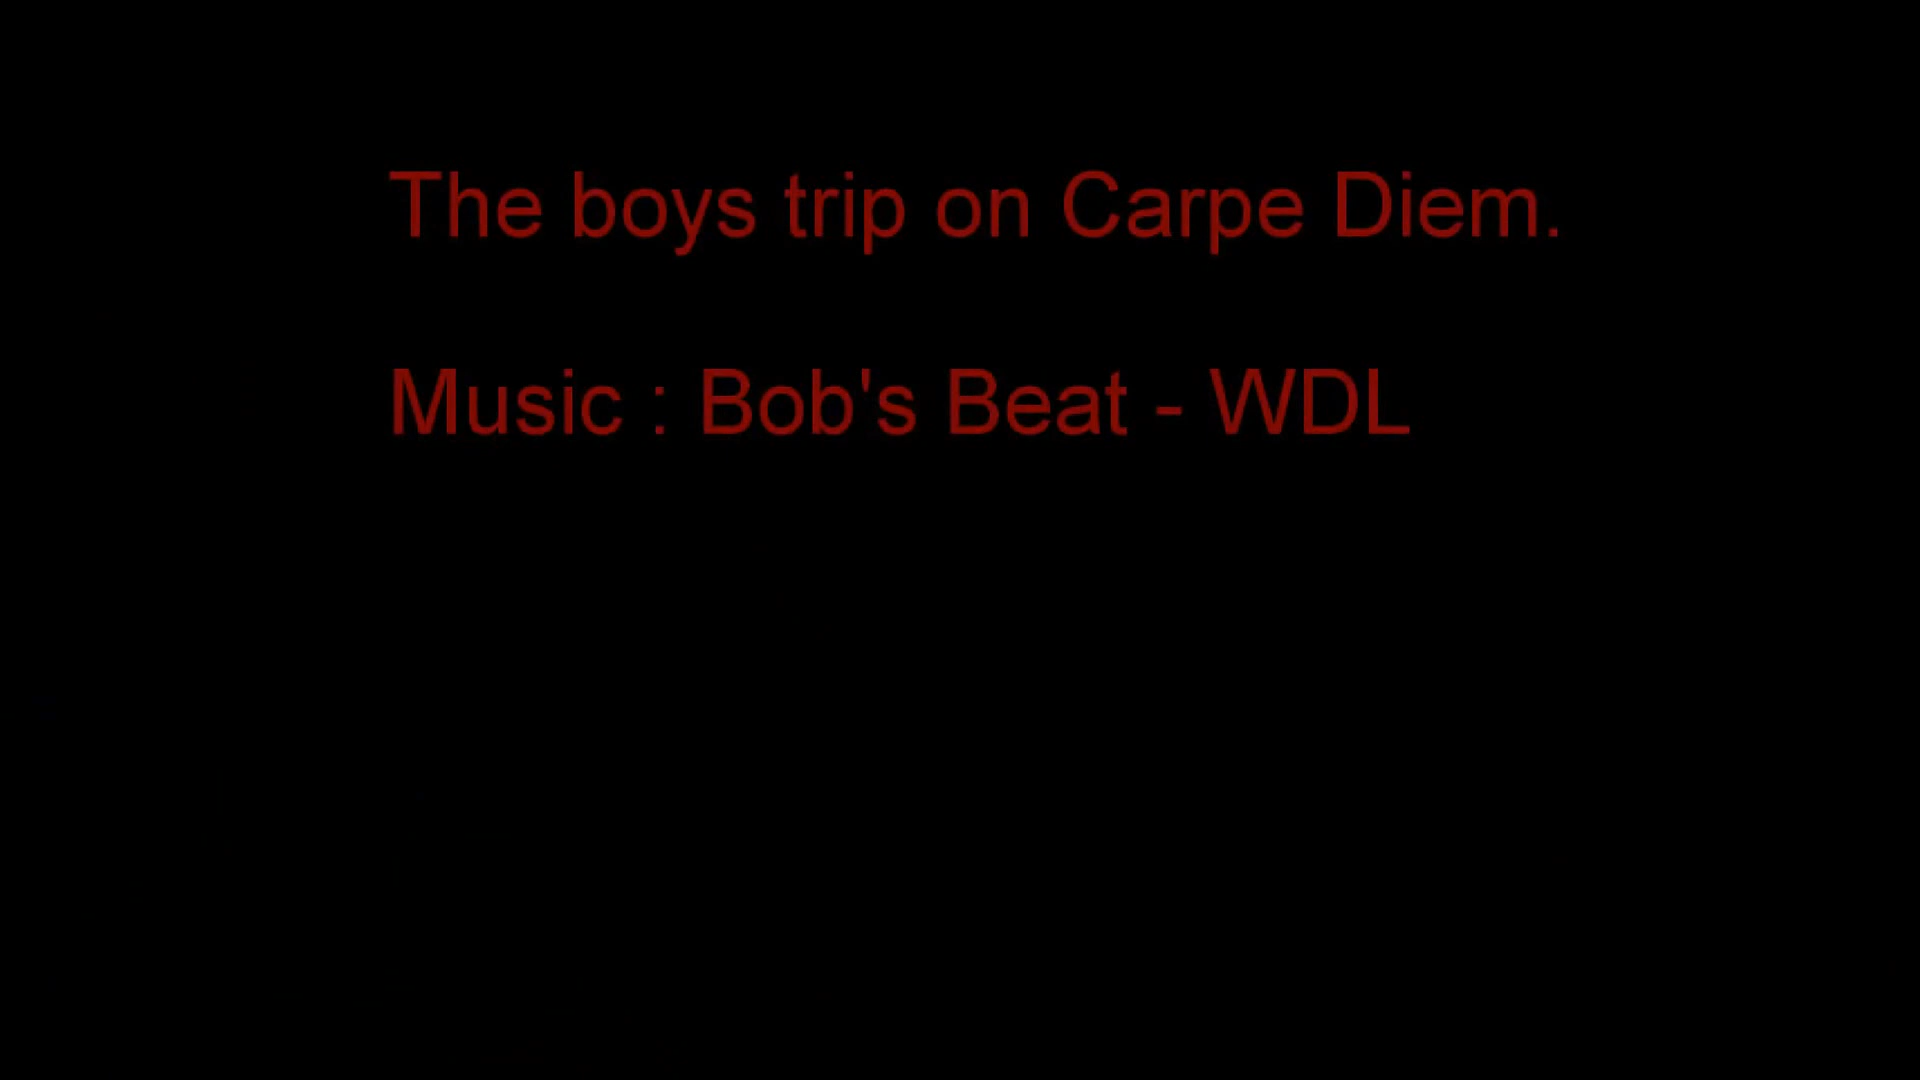 The boys trip on Carpe Diem.
Music : Bob's Beat - WDL